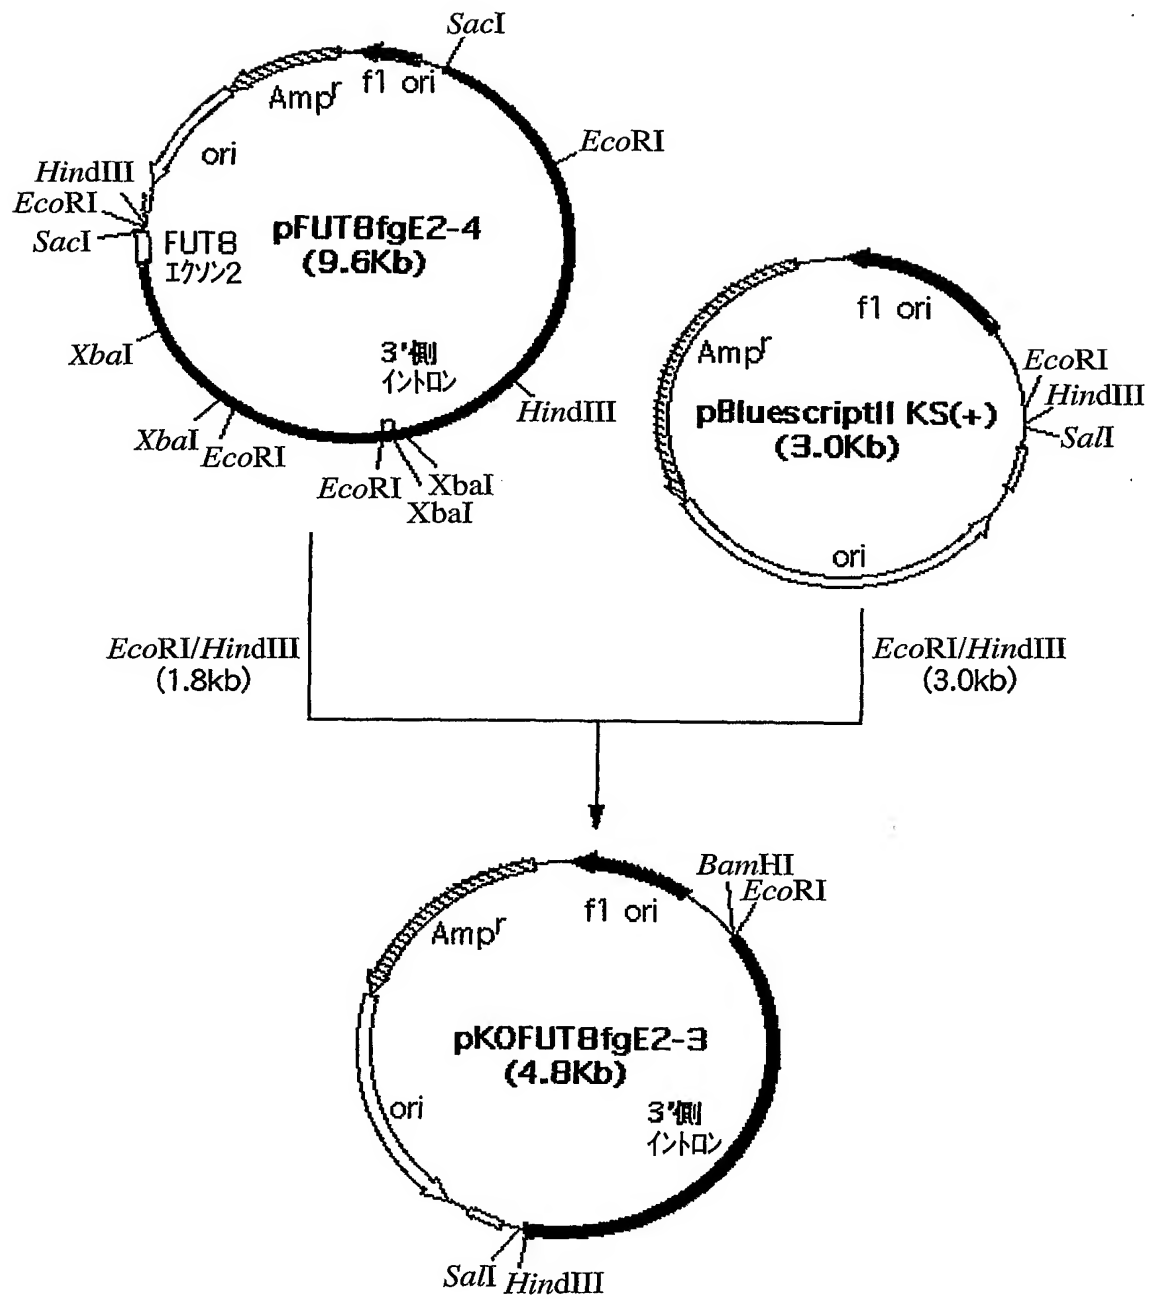 SacI
f1 ori
Ampr
EcoRI
ori
HindIII
EcoRI
SacI
FUT8
エクソン2
pFUT8fgE2-4
(9.6Kb)
XbaI
3'側
イントロン
HindIII
XbaI
EcoRI
n
EcoRI
XbaI
XbaI
f1 ori
Ampr
EcoRI
HindIII
SalI
pBluescriptII KS(+)
(3.0Kb)
ori
EcoRI/HindIII
(1.8kb)
EcoRI/HindIII
(3.0kb)
BamHI
EcoRI
f1 ori
Ampr
pKOFUT8fgE2-3
(4.8Kb)
ori
3'側
イントロン
SalI
HindIII